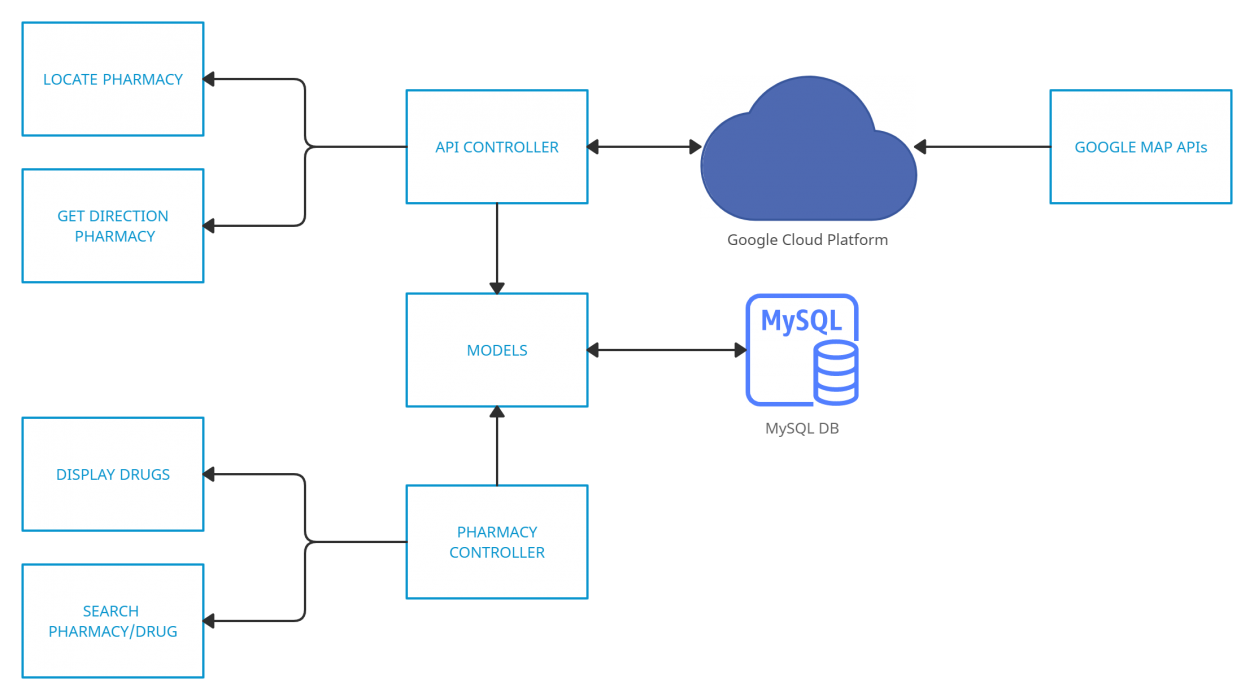 LOCATE PHARMACY
GET DIRECTION
PHARMACY
API CONTROLLER
Google Cloud Platform
GOOGLE MAP APIs
MODELS
MySQL
MySQL DB
DISPLAY DRUGS
SEARCH
PHARMACY/DRUG
PHARMACY
CONTROLLER